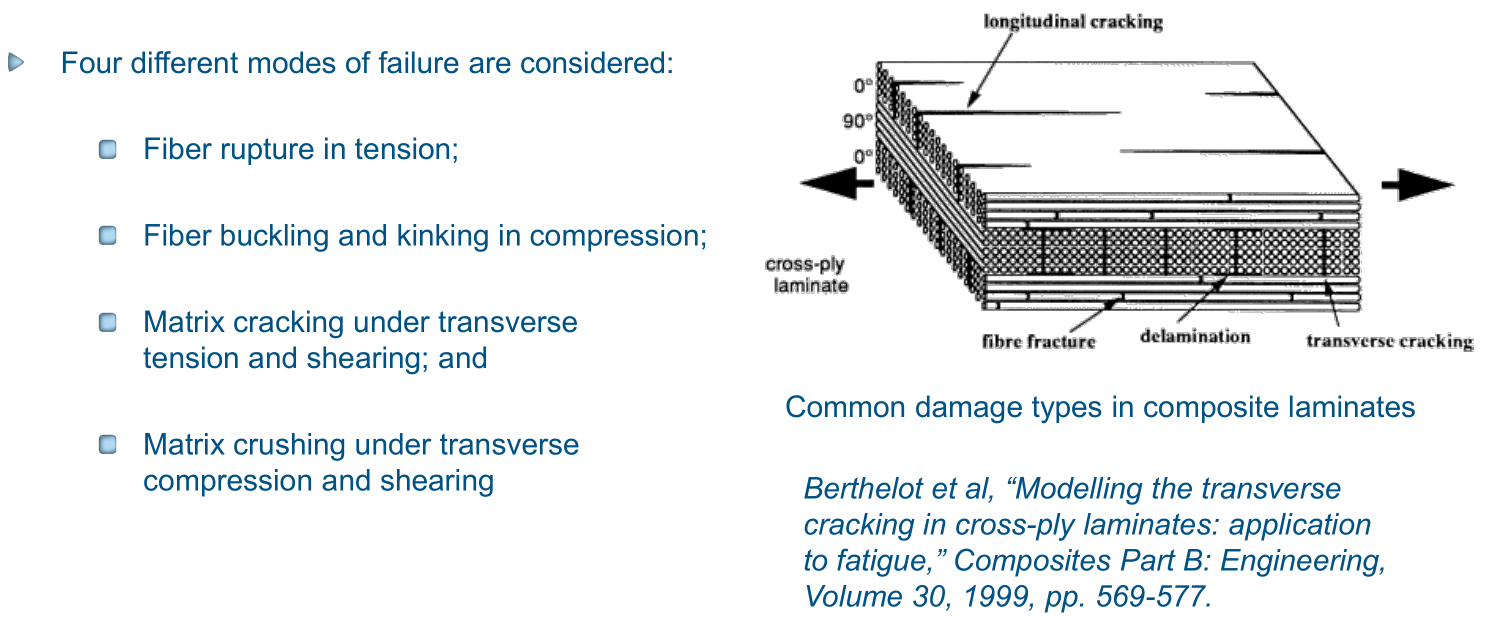 Four different modes of failure are considered:
Fiber rupture in tension;
Fiber buckling and kinking in compression;
Matrix cracking under transverse
tension and shearing; and
Matrix crushing under transverse
compression and shearing
longitudinal cracking
0°
90°
0°
cross-ply
laminate
fibre fracture
delamination
transverse cracking
Common damage types in composite laminates
Berthelot et al, “Modelling the transverse
cracking in cross-ply laminates: application
to fatigue,” Composites Part B: Engineering,
Volume 30, 1999, pp. 569-577.